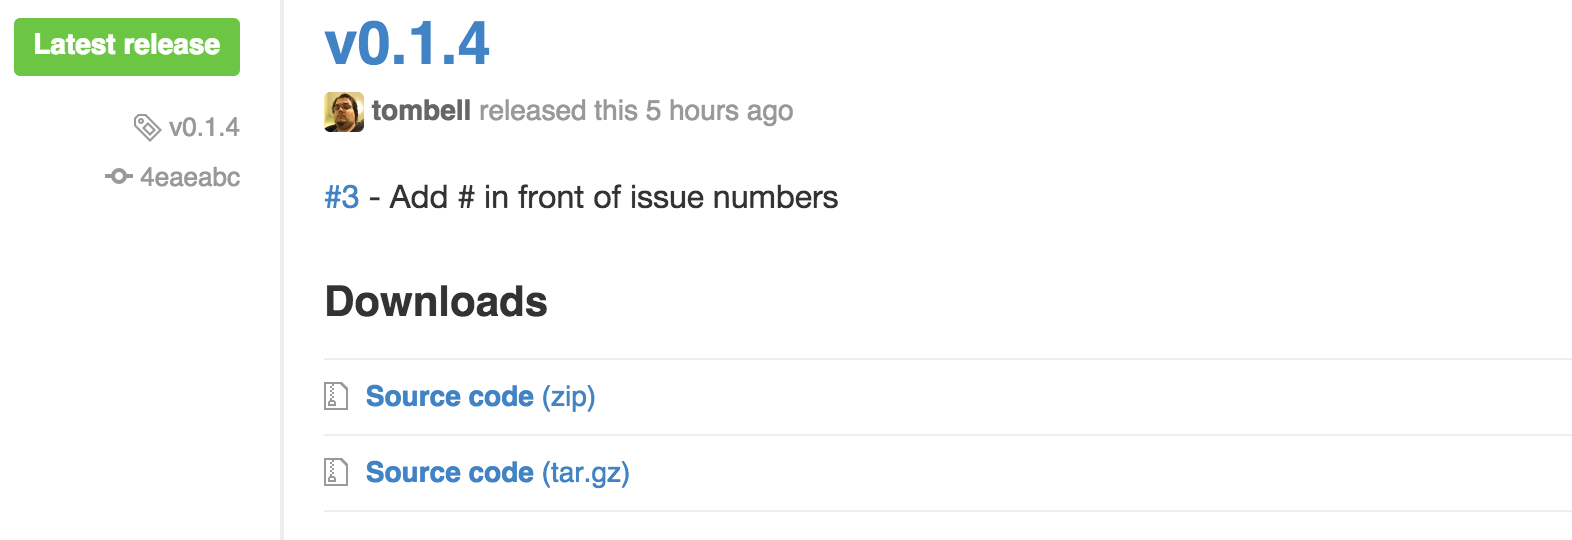 Latest release
v0.1.4
4eaeabc
v0.1.4
tombell released this 5 hours ago
#3 - Add # in front of issue numbers
Downloads
Source code (zip)
Source code (tar.gz)